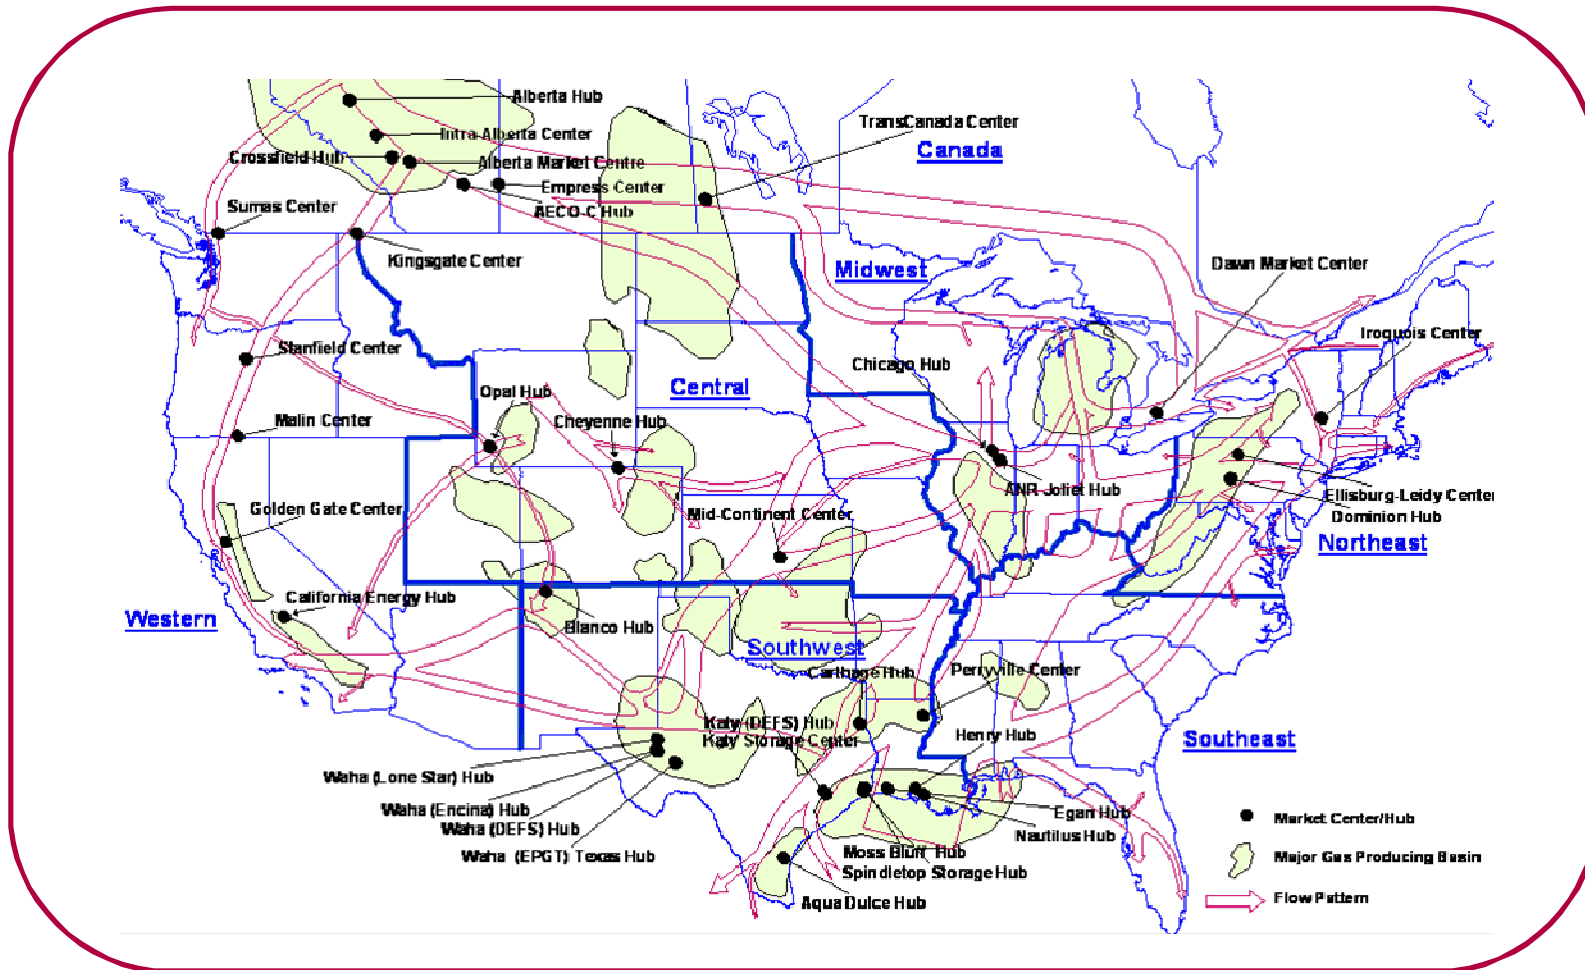 Alberta Hub
TransCanada Center
Intra Alberta Center
Canada
Crossfield Hub
Alberta Market Centre
Empress Center
Sumas Center
AECO-C Hub
Kingsgate Center
Midwest
Dawn Market Center
Iroquois Center
Stanfield Center
Chicago Hub
Central
Opal Hub
Malin Center
Cheyenne Hub
ANR Joliet Hub
Ellisburg-Leidy Center
Golden Gate Center
Mid-Continent Center
Dominion Hub
Northeast
California Energy Hub
Western
Blanco Hub
Southwest
Carthage Hub
Perryville Center
Katy (DEFS) Hub
Katy Storage Center
Henry Hub
Southeast
Waha (Lone Star) Hub
Waha (Encina) Hub
Egan Hub
Waha (DEFS) Hub
Nautilus Hub
Waha (EPGT) Texas Hub
Moss Bluff Hub
Spindletop Storage Hub
Aqua Dulce Hub
Market Center/Hub
Major Gas Producing Basin
Flow Pattern